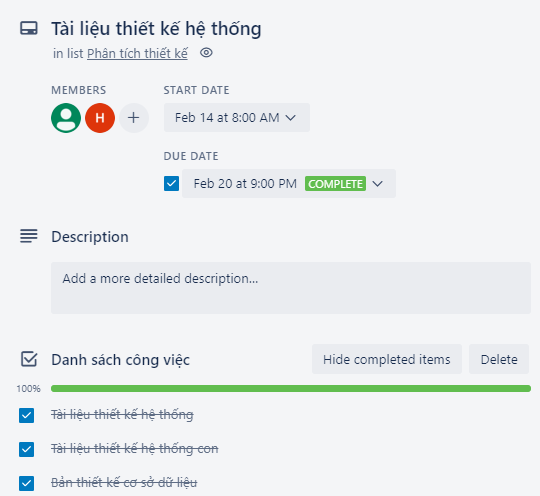 Tài liệu thiết kế hệ thống
in list Phân tích thiết kế
MEMBERS
H
START DATE
Feb 14 at 8:00 AM
DUE DATE
Feb 20 at 9:00 PM COMPLETE
Description
Add a more detailed description...
Danh sách công việc
Hide completed items
Delete
100%
Tài liệu thiết kế hệ thống
Tài liệu thiết kế hệ thống con
Bản thiết kế cơ sở dữ liệu